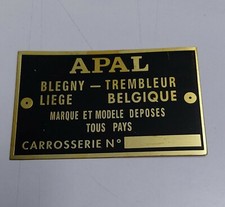 APAL
BLEGNY — TREMBLEUR
LIEGE BELGIQUE
MARQUE ET MODELE DEPOSES
TOUS PAYS
CARROSSERIE N°